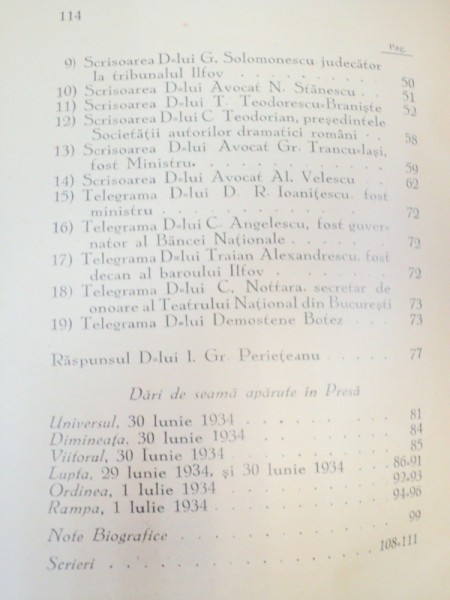 114
Pag.
9) Scrisoarea D-lui G. Solomonescu judecător
la tribunalul Ilfov . . . . . . . . 50
10) Scrisoarea D-lui Avocat N. Stănescu . . 51
11) Scrisoarea D-lui T. Teodorescu-Braniște 52
12) Scrisoarea D-lui C Teodorian, președintele
Societății autorilor dramatici români . . 58
13) Scrisoarea D-lui Avocat Gr. Trancu-Iași,
fost Ministru. . . . . . . . . . 59
14) Scrisoarea D-lui Avocat Al. Velescu . . 62
15) Telegrama D-lui D. R. Ioanițescu, fost
ministru . . . . . . . . . . . 72
16) Telegrama D-lui C. Angelescu, fost guver-
nator al Băncei Naționale . . . . . 72
17) Telegrama D-lui Traian Alexandrescu, fost
decan al baroului Ilfov . . . . . . 72
18) Telegrama D-lui C. Nottara, secretar de
onoare al Teatrului Național din București 73
19) Telegrama D-lui Demostene Botez . . . 73
Răspunsul D-lui I. Gr. Periețeanu . . . . . 77
Dări de seamă apărute în Presă
Universul, 30 Iunie 1934 . . . . . . . 81
Dimineața, 30 Iunie 1934 . . . . . . . 84
Viitorul, 30 Iunie 1934 . . . . . . . 85
Lupta, 29 Iunie 1934, și 30 Iunie 1934 . . . . 86-91
Ordinea, 1 Iulie 1934 . . . . . . . 92-93
Rampa, 1 Iulie 1934 . . . . . . . 94-96
Note Biografice . . . . . . . . . . 99
Scrieri . . . . . . . . . . . . 108-111